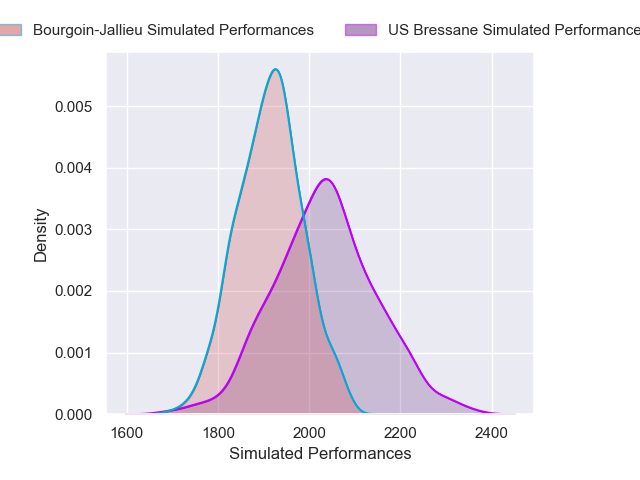 Bourgoin-Jallieu Simulated Performances US Bressane Simulated Performance
0.005
0.004
0.003
0.002
0.001
0.000
Density
1600 1800 2000 2200 2400
Simulated Performances